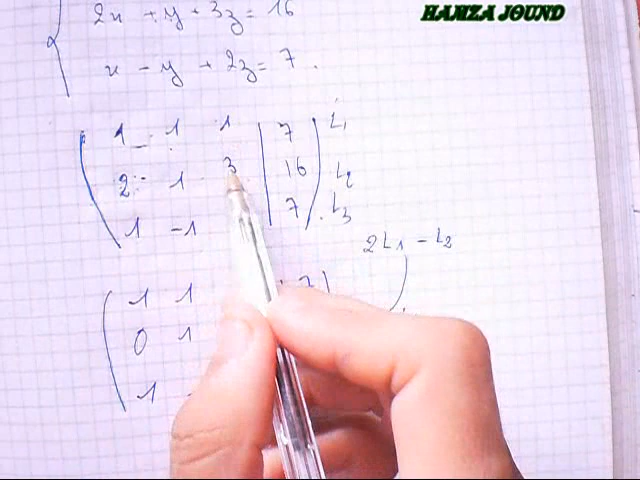 HAMZA JOUND
2x + y + 3z = 16
x - y + 2z = 7.
1 1 1 | 7 L1
2 1 3 | 16 L2
1 -1 | 7 L3
2L1 - L2
1 1 7
0 1
1